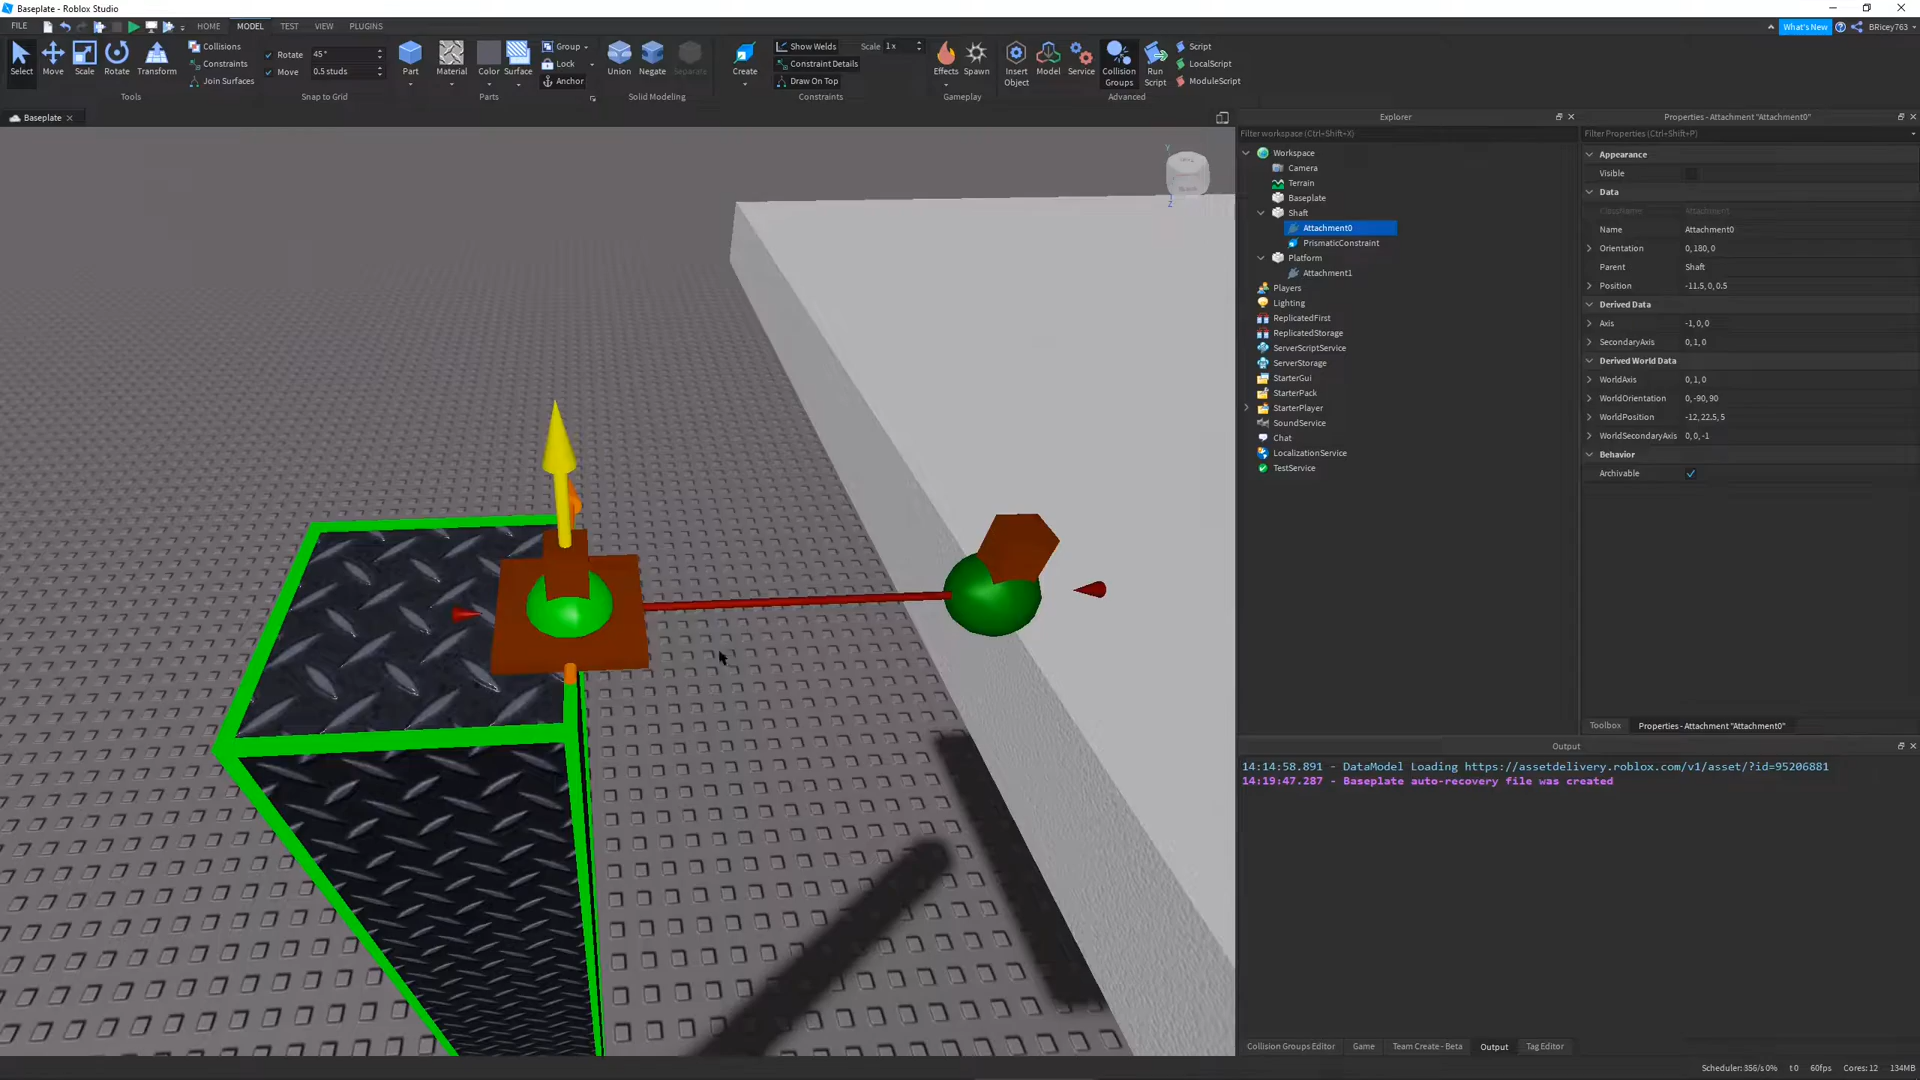 Baseplate - Roblox Studio
FILE
HOME
MODEL
TEST
VIEW
PLUGINS
What's New
BRicey763
Select
Move
Scale
Rotate
Transform
Tools
Collisions
Constraints
Join Surfaces
Rotate 45°
Move 0.5 studs
Snap to Grid
Part
Material
Color
Surface
Group
Lock
Anchor
Parts
Union
Negate
Separate
Solid Modeling
Create
Show Welds
Scale 1x
Constraint Details
Draw On Top
Constraints
Effects
Spawn
Gameplay
Insert Object
Model
Service
Collision Groups
Run Script
Script
LocalScript
ModuleScript
Advanced
Baseplate
Explorer
Filter workspace (Ctrl+Shift+X)
Workspace
Camera
Terrain
Baseplate
Shaft
Attachment0
PrismaticConstraint
Platform
Attachment1
Players
Lighting
ReplicatedFirst
ReplicatedStorage
ServerScriptService
ServerStorage
StarterGui
StarterPack
StarterPlayer
SoundService
Chat
LocalizationService
TestService
Properties - Attachment "Attachment0"
Filter Properties (Ctrl+Shift+P)
Appearance
Visible
Data
ClassName Attachment
Name Attachment0
Orientation 0, 180, 0
Parent Shaft
Position -11.5, 0, 0.5
Derived Data
Axis -1, 0, 0
SecondaryAxis 0, 1, 0
Derived World Data
WorldAxis 0, 1, 0
WorldOrientation 0, -90, 90
WorldPosition -12, 22.5, 5
WorldSecondaryAxis 0, 0, -1
Behavior
Archivable
Toolbox
Properties - Attachment "Attachment0"
Output
14:14:58.891 - DataModel Loading https://assetdelivery.roblox.com/v1/asset/?id=95206881
14:19:47.287 - Baseplate auto-recovery file was created
Collision Groups Editor
Game
Team Create - Beta
Output
Tag Editor
Scheduler: 356/s 0% t 0 60fps Cores: 12 134MB